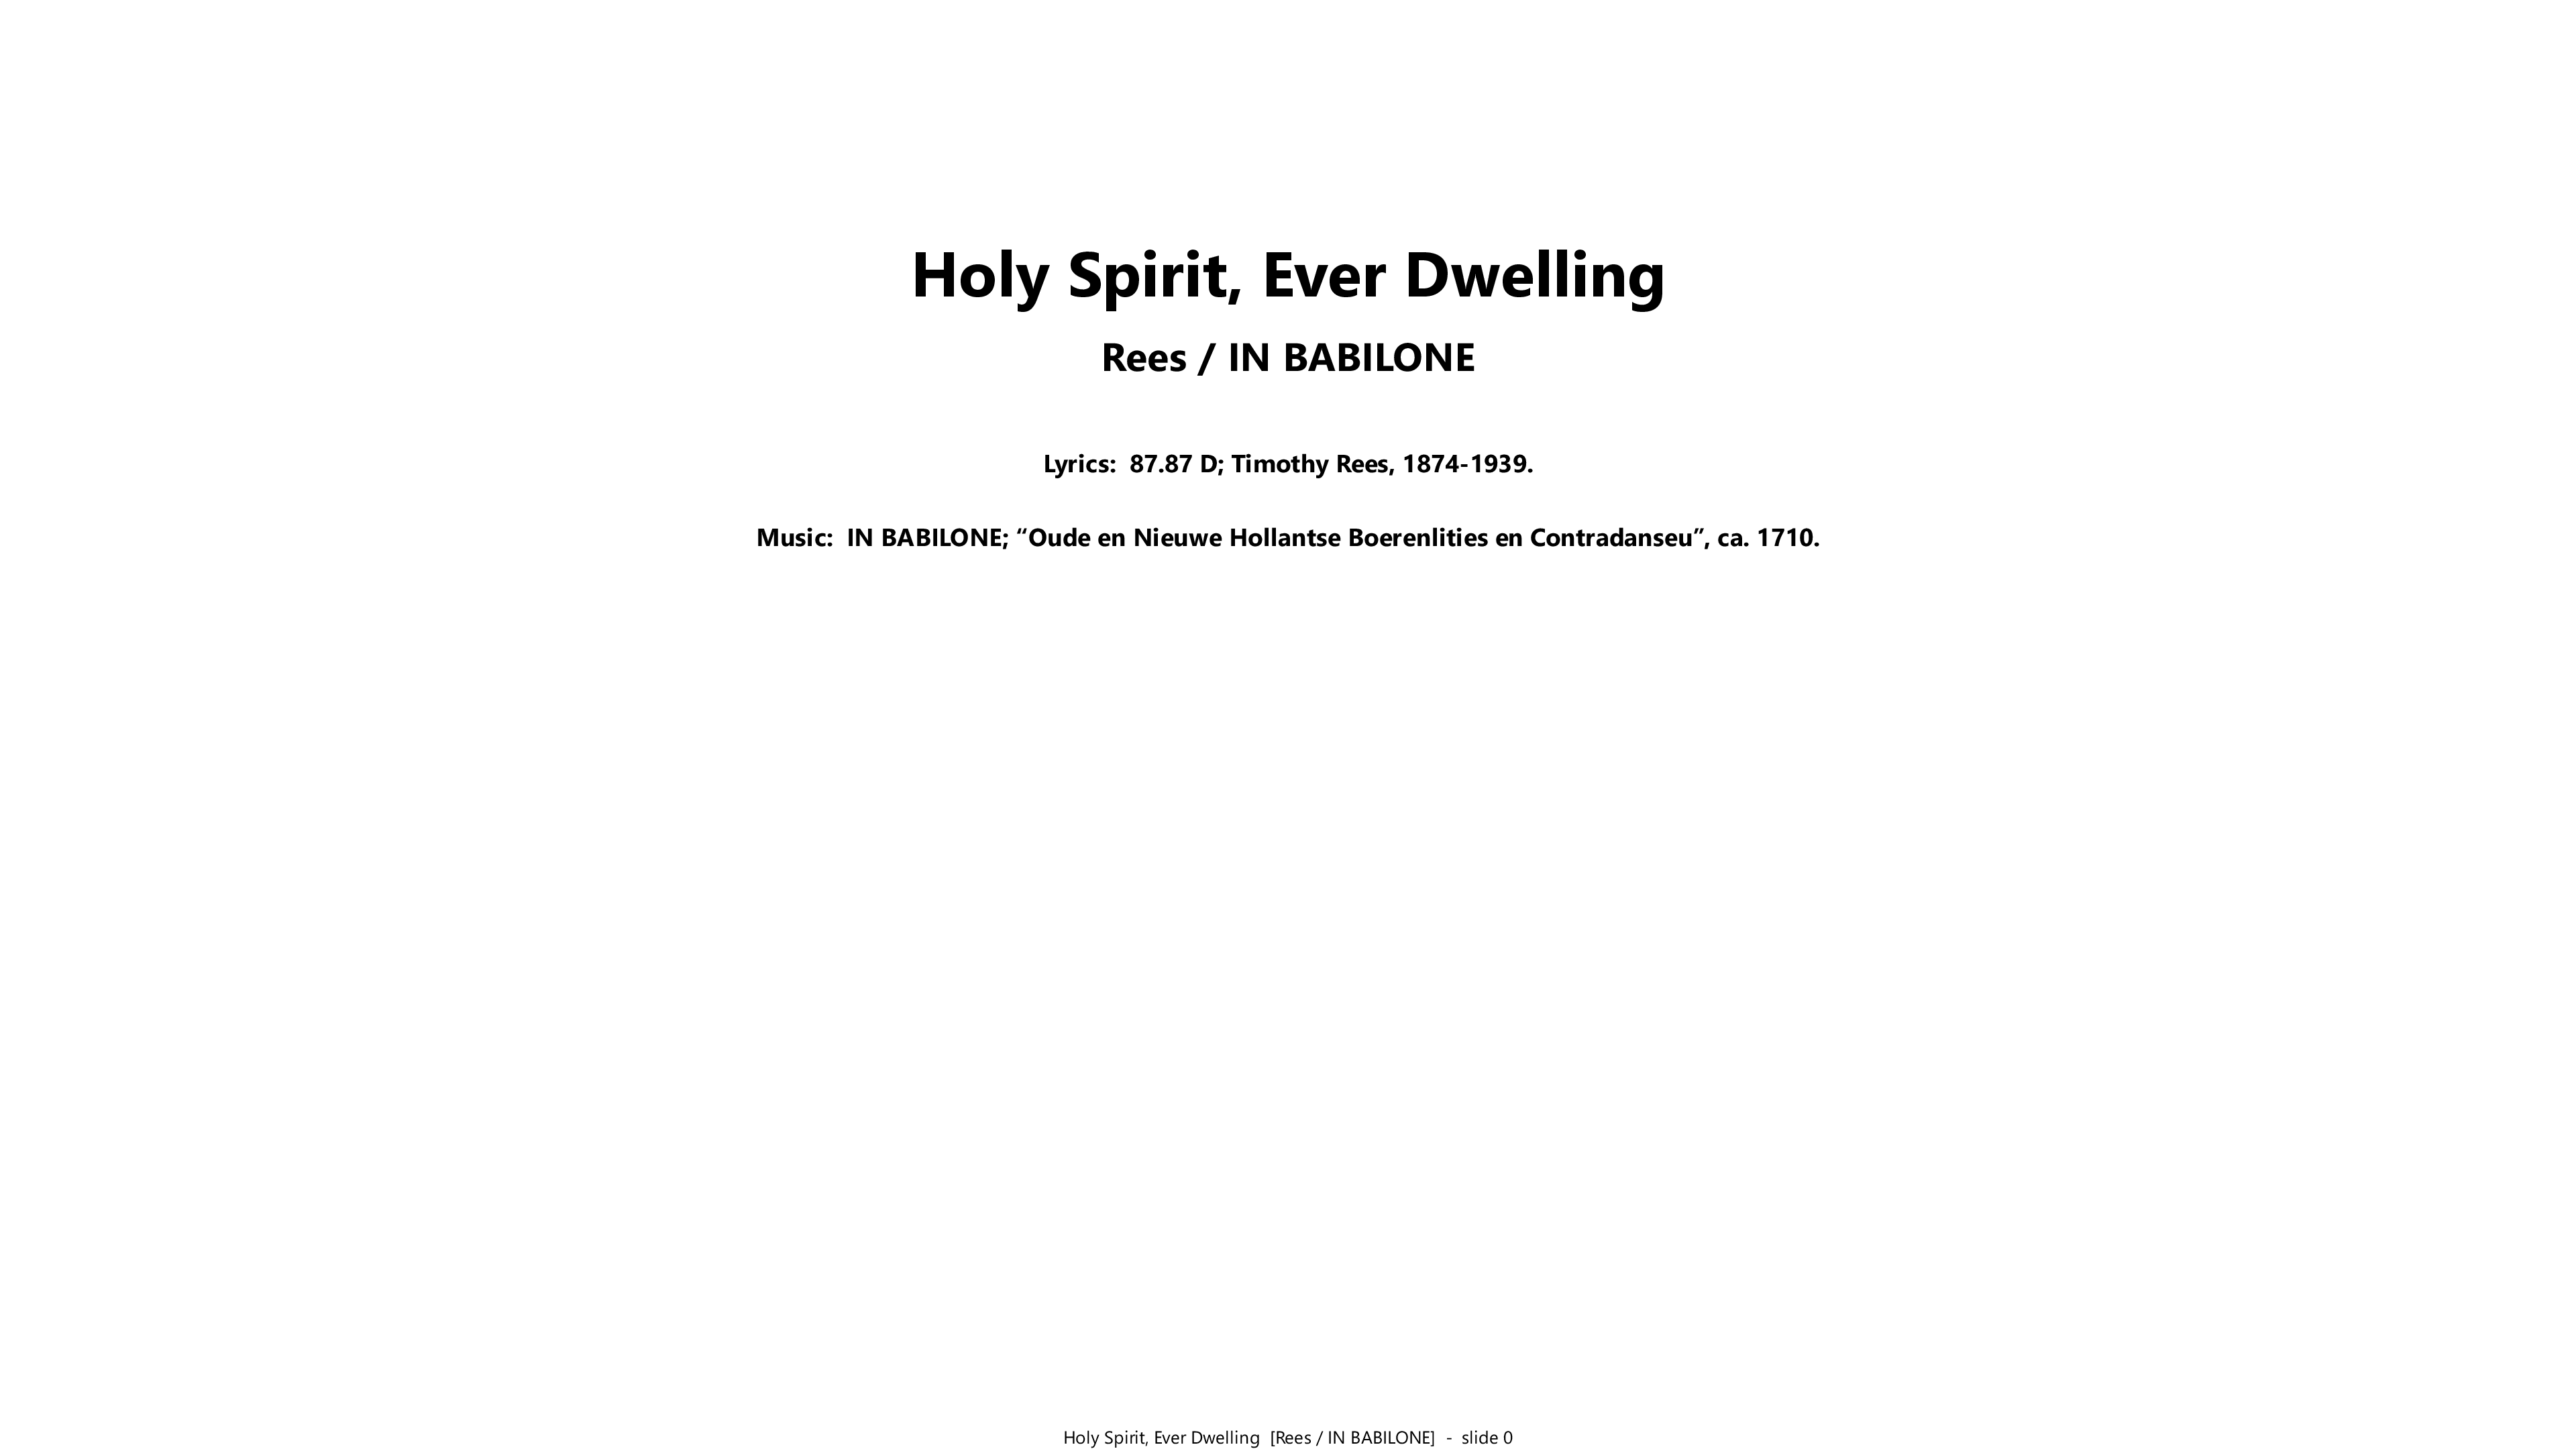 Holy Spirit, Ever Dwelling
Rees / IN BABILONE
Lyrics:  87.87 D; Timothy Rees, 1874-1939.
Music:  IN BABILONE; “Oude en Nieuwe Hollantse Boerenlities en Contradanseu”, ca. 1710.
Holy Spirit, Ever Dwelling  [Rees / IN BABILONE]  -  slide 0